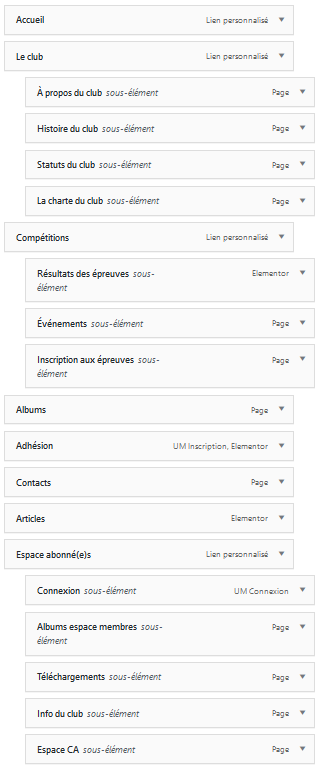 Accueil Lien personnalisé
Le club Lien personnalisé
À propos du club sous-élément Page
Histoire du club sous-élément Page
Statuts du club sous-élément Page
La charte du club sous-élément Page
Compétitions Lien personnalisé
Résultats des épreuves sous- Elementor
élément
Événements sous-élément Page
Inscription aux épreuves sous- Page
élément
Albums Page
Adhésion UM Inscription, Elementor
Contacts Page
Articles Elementor
Espace abonné(e)s Lien personnalisé
Connexion sous-élément UM Connexion
Albums espace membres sous- Page
élément
Téléchargements sous-élément Page
Info du club sous-élément Page
Espace CA sous-élément Page